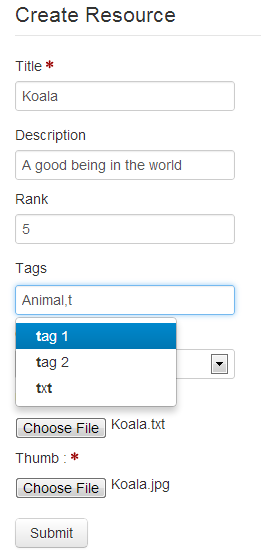 Create Resource
Title *
Koala
Description
A good being in the world
Rank
5
Tags
Animal,t
tag 1
tag 2
txt
Choose File Koala.txt
Thumb : *
Choose File Koala.jpg
Submit